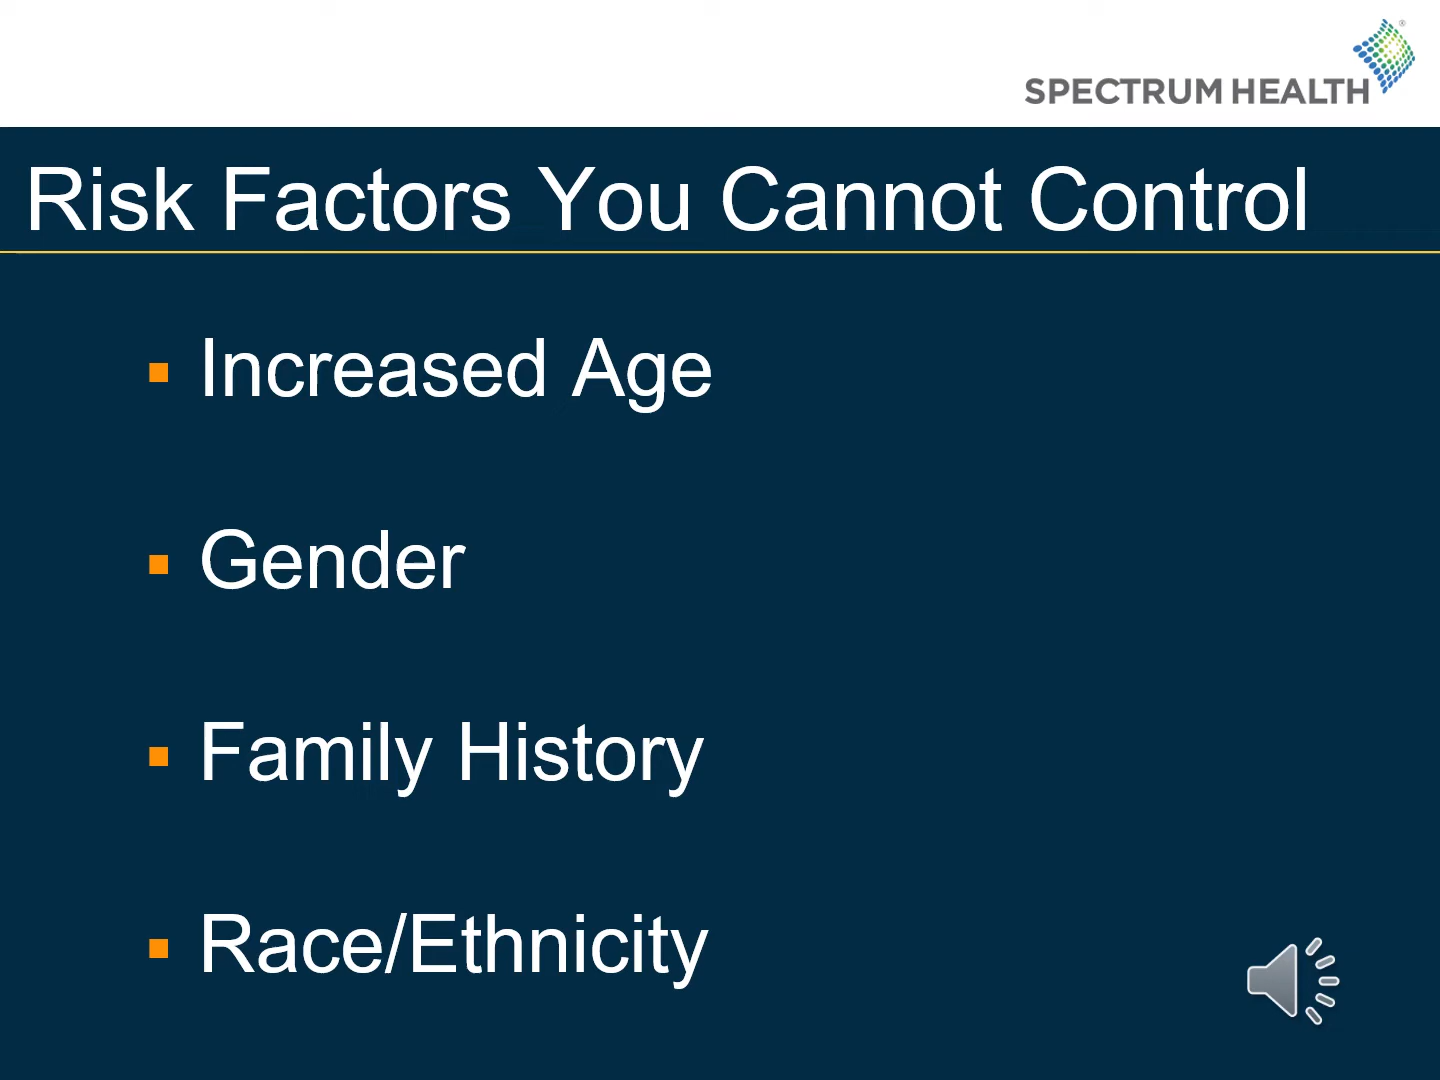 SPECTRUM HEALTH®
Risk Factors You Cannot Control
▪ Increased Age
▪ Gender
▪ Family History
▪ Race/Ethnicity